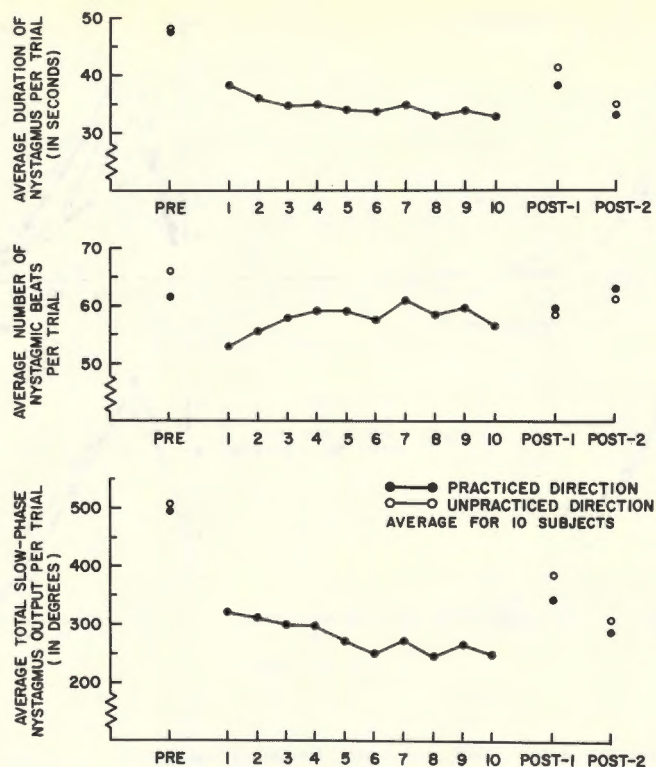 AVERAGE DURATION OF
NYSTAGMUS PER TRIAL
(IN SECONDS)
50
40
30
PRE 1 2 3 4 5 6 7 8 9 10 POST-1 POST-2
AVERAGE NUMBER OF
NYSTAGMIC BEATS
PER TRIAL
70
60
50
PRE 1 2 3 4 5 6 7 8 9 10 POST-1 POST-2
AVERAGE TOTAL SLOW-PHASE
NYSTAGMUS OUTPUT PER TRIAL
(IN DEGREES)
500
400
300
200
PRACTICED DIRECTION
UNPRACTICED DIRECTION
AVERAGE FOR 10 SUBJECTS
PRE 1 2 3 4 5 6 7 8 9 10 POST-1 POST-2